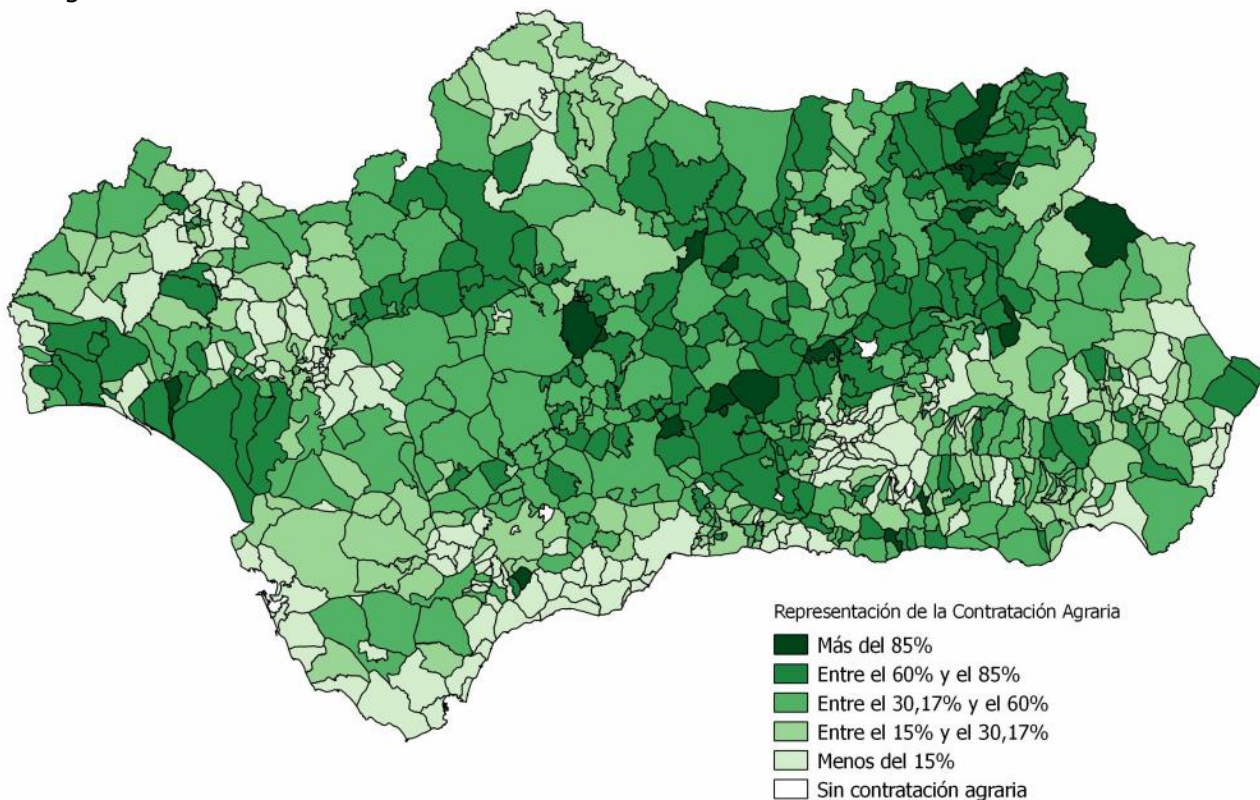 Representación de la Contratación Agraria
Más del 85%
Entre el 60% y el 85%
Entre el 30,17% y el 60%
Entre el 15% y el 30,17%
Menos del 15%
Sin contratación agraria